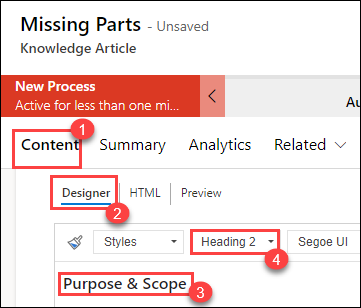 Missing Parts - Unsaved
Knowledge Article
New Process
Active for less than one mi...
Au
1
Content Summary Analytics Related
Designer HTML Preview
2
Styles Heading 2 Segoe UI
4
Purpose & Scope
3